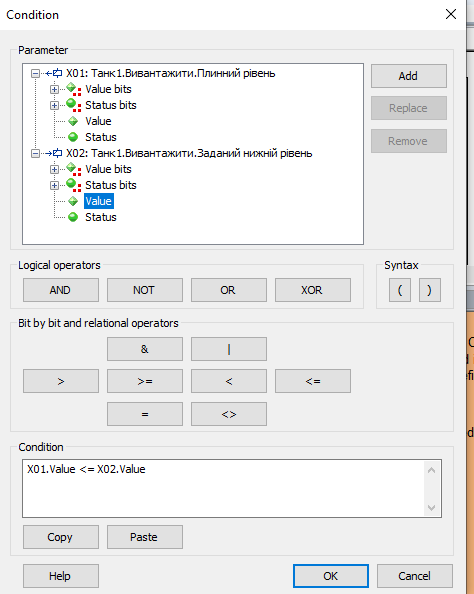 Condition
Parameter
X01: Танк1.Вивантажити.Плинний рівень
Value bits
Status bits
Value
Status
X02: Танк1.Вивантажити.Заданий нижній рівень
Value bits
Status bits
Value
Status
Add
Replace
Remove
Logical operators
AND NOT OR XOR
Syntax
( )
Bit by bit and relational operators
& |
> >= < <=
= <>
Condition
X01.Value <= X02.Value
Copy Paste
Help OK Cancel